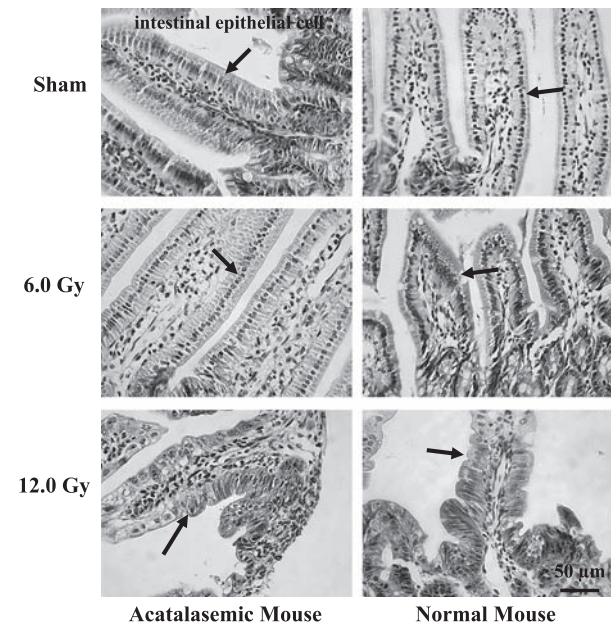 intestinal epithelial cell
Sham
6.0 Gy
12.0 Gy
50 μm
Acatalasemic Mouse
Normal Mouse